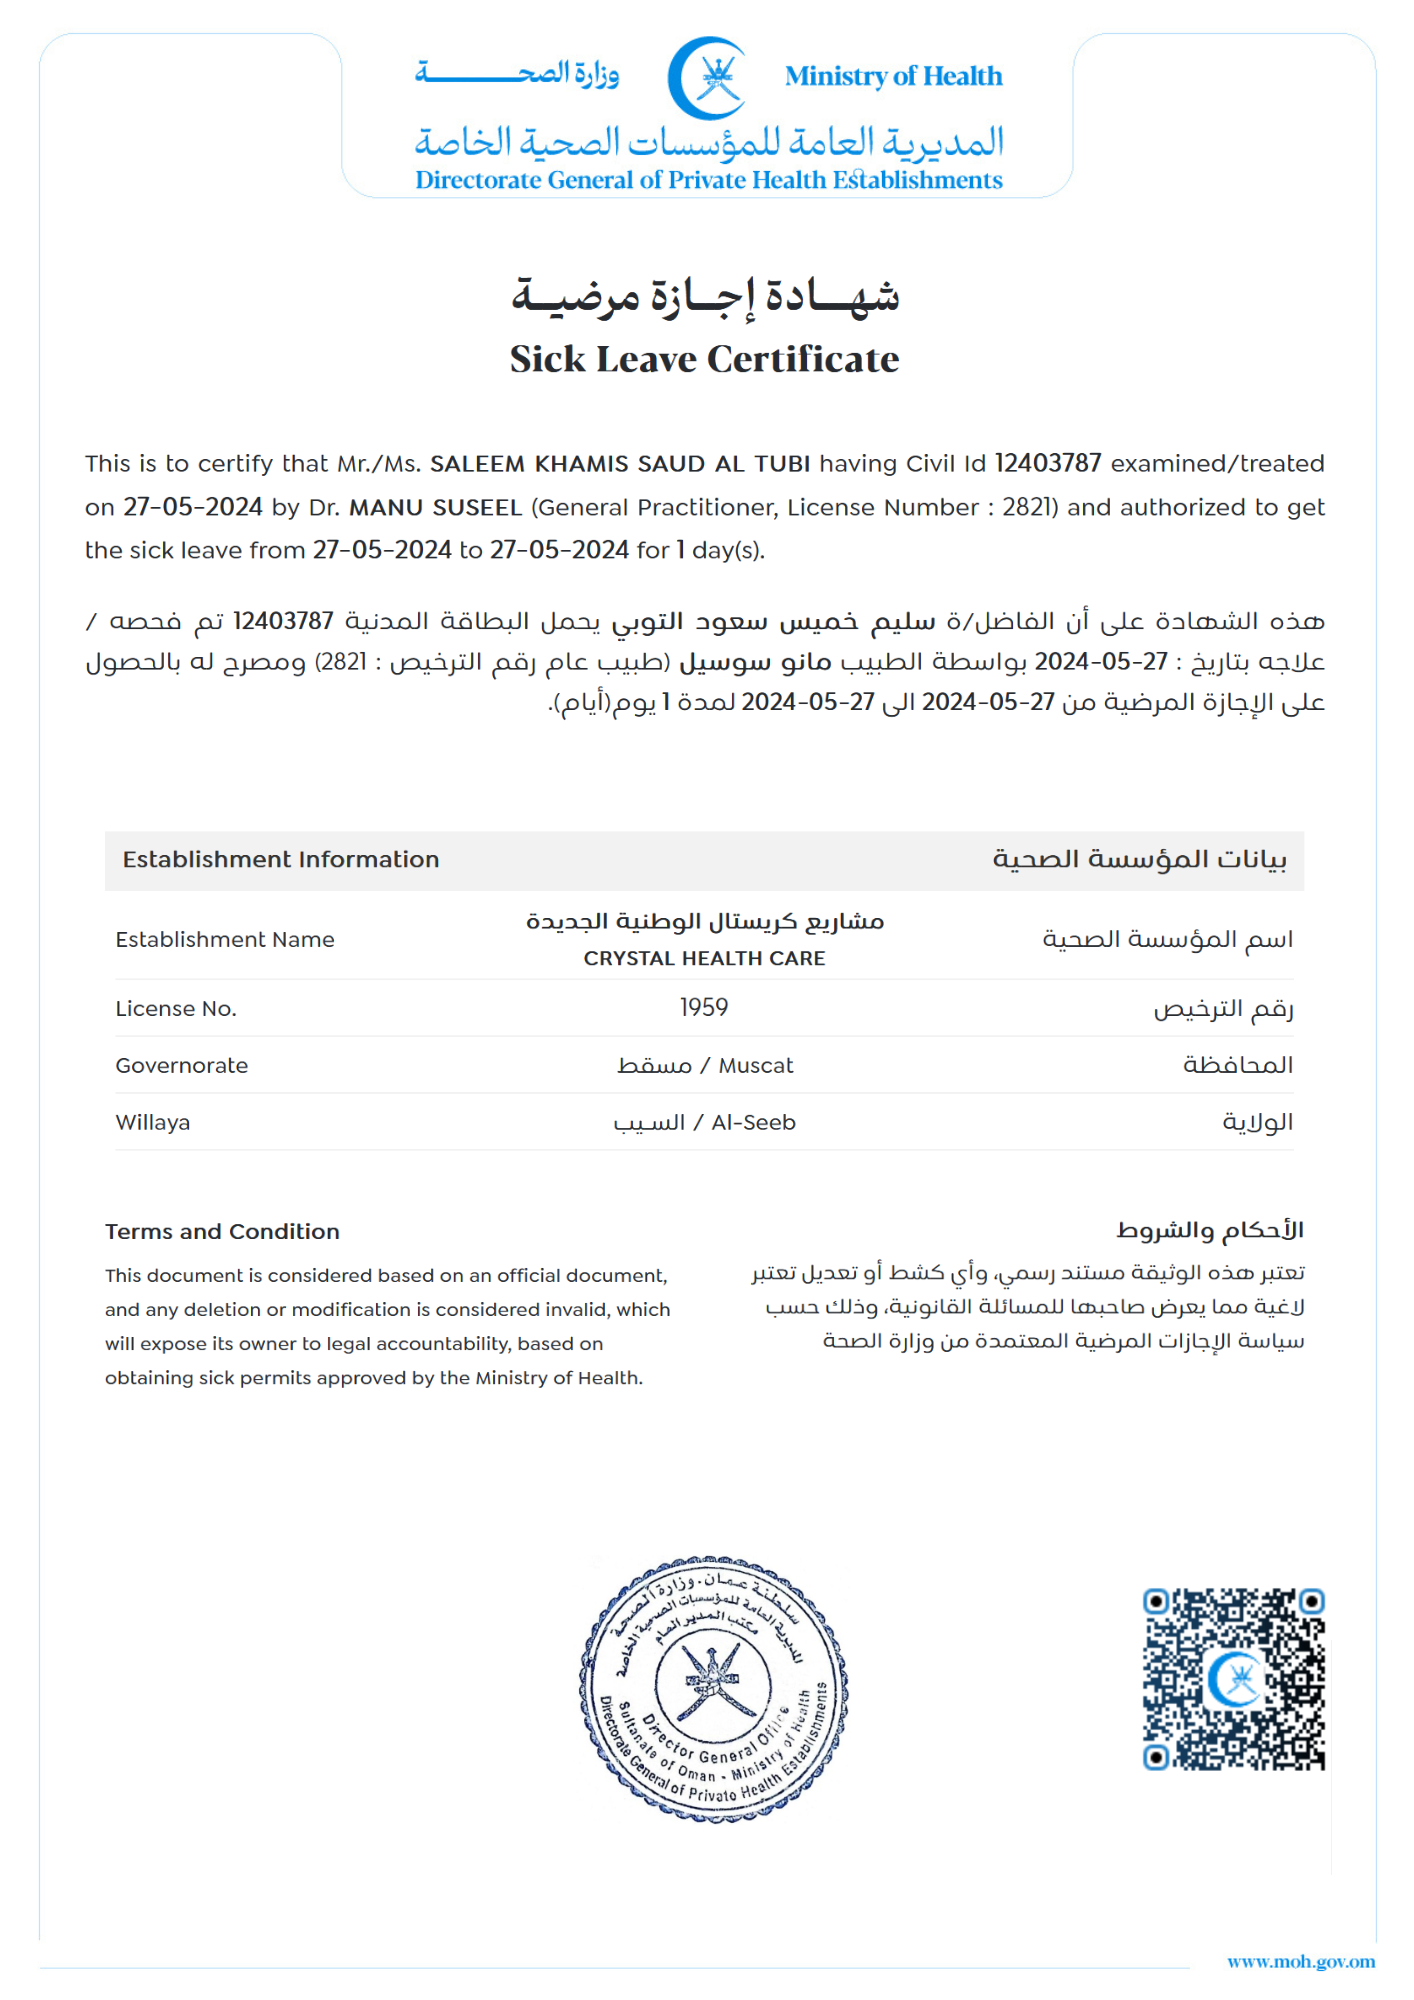 وزارة الصحـــــــــة
Ministry of Health
المديرية العامة للمؤسسات الصحية الخاصة
Directorate General of Private Health Establishments
شهـــادة إجـــازة مرضيـــة
Sick Leave Certificate
This is to certify that Mr./Ms. SALEEM KHAMIS SAUD AL TUBI having Civil Id 12403787 examined/treated
on 27-05-2024 by Dr. MANU SUSEEL (General Practitioner, License Number : 2821) and authorized to get
the sick leave from 27-05-2024 to 27-05-2024 for 1 day(s).
هذه الشهادة على أن الفاضل/ة سليم خميس سعود التوبي يحمل البطاقة المدنية 12403787 تم فحصه /
علاجه بتاريخ : 27-05-2024 بواسطة الطبيب مانو سوسيل (طبيب عام رقم الترخيص : 2821) ومصرح له بالحصول
على الإجازة المرضية من 27-05-2024 الى 27-05-2024 لمدة 1 يوم(أيام).
Establishment Information
بيانات المؤسسة الصحية
Establishment Name
مشاريع كريستال الوطنية الجديدة
CRYSTAL HEALTH CARE
اسم المؤسسة الصحية
License No.
1959
رقم الترخيص
Governorate
مسقط / Muscat
المحافظة
Willaya
السيب / Al-Seeb
الولاية
Terms and Condition
This document is considered based on an official document,
and any deletion or modification is considered invalid, which
will expose its owner to legal accountability, based on
obtaining sick permits approved by the Ministry of Health.
الأحكام والشروط
تعتبر هذه الوثيقة مستند رسمي، وأي كشط أو تعديل تعتبر
لاغية مما يعرض صاحبها للمسائلة القانونية، وذلك حسب
سياسة الإجازات المرضية المعتمدة من وزارة الصحة
سلطنة عمان - وزارة الصحة
المديرية العامة للمؤسسات الصحية الخاصة
مكتب المدير العام
Director General Office
Sultanate of Oman - Ministry of Health
Directorate General of Private Health Establishments
www.moh.gov.om